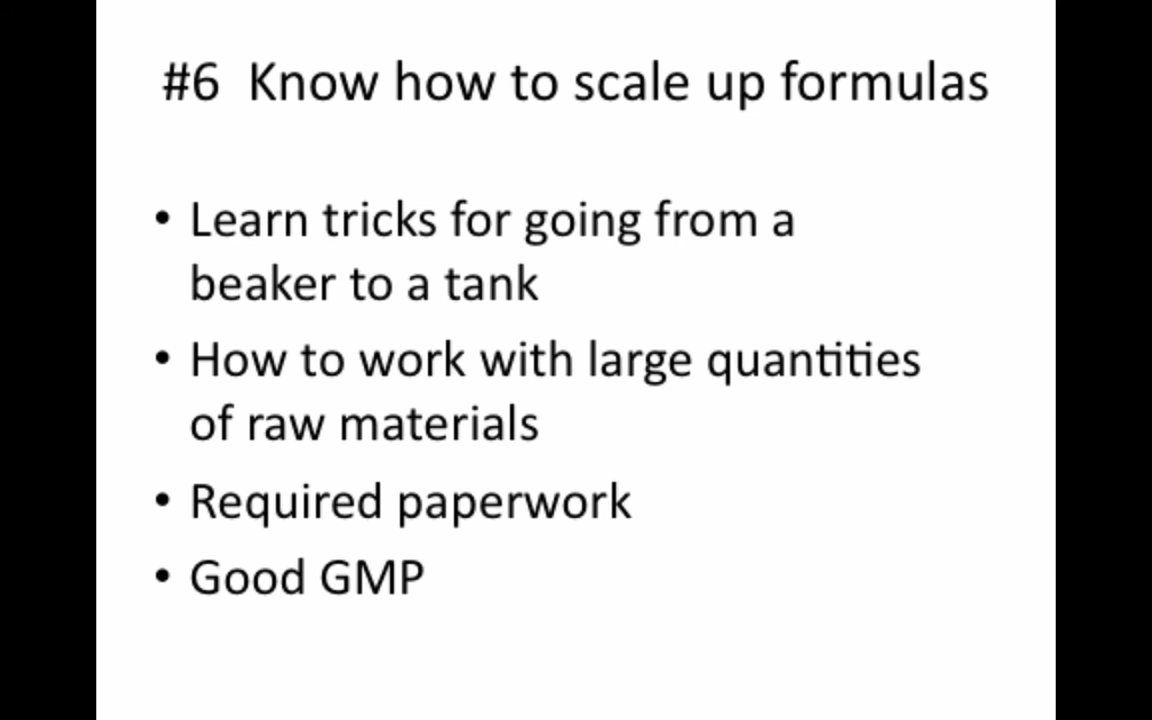 #6  Know how to scale up formulas
• Learn tricks for going from a
beaker to a tank
• How to work with large quantities
of raw materials
• Required paperwork
• Good GMP